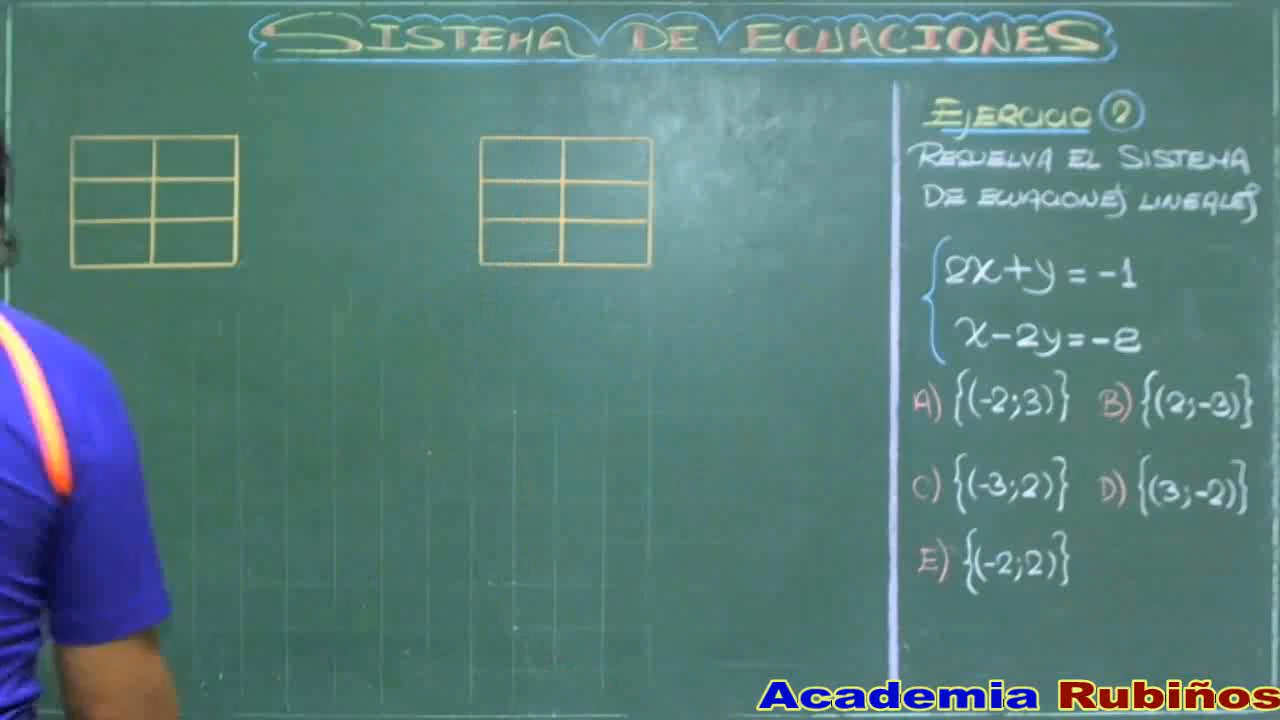 SISTEMA DE ECUACIONES
EJERCICIO 2
RESUELVA EL SISTEMA
DE ECUACIONES LINEALES
2x+y=-1
x-2y=-8
A) {(-2;3)} B) {(2;-3)}
C) {(-3;2)} D) {(3;-2)}
E) {(-2;2)}
Academia Rubiños